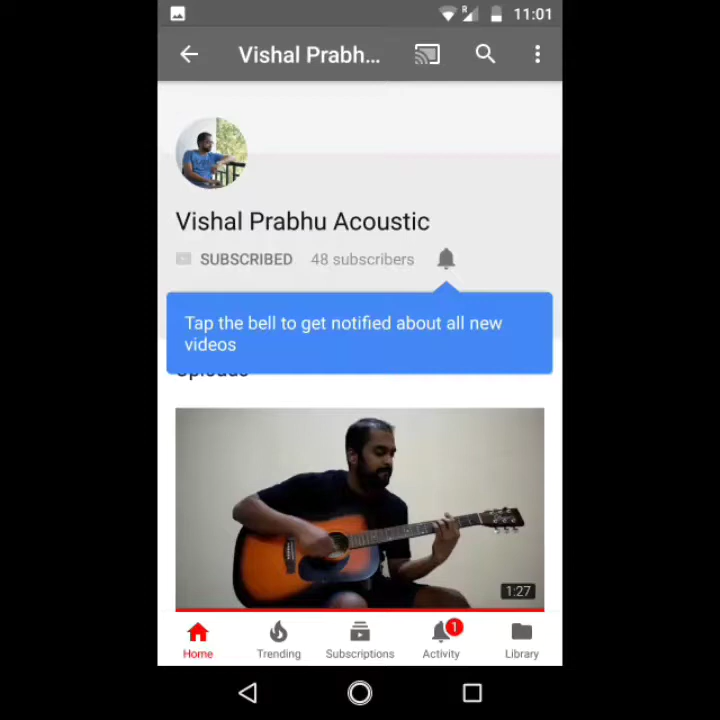 11:01
Vishal Prabh...
Vishal Prabhu Acoustic
SUBSCRIBED 48 subscribers
Tap the bell to get notified about all new
videos
Uploads
1:27
1
Home Trending Subscriptions Activity Library